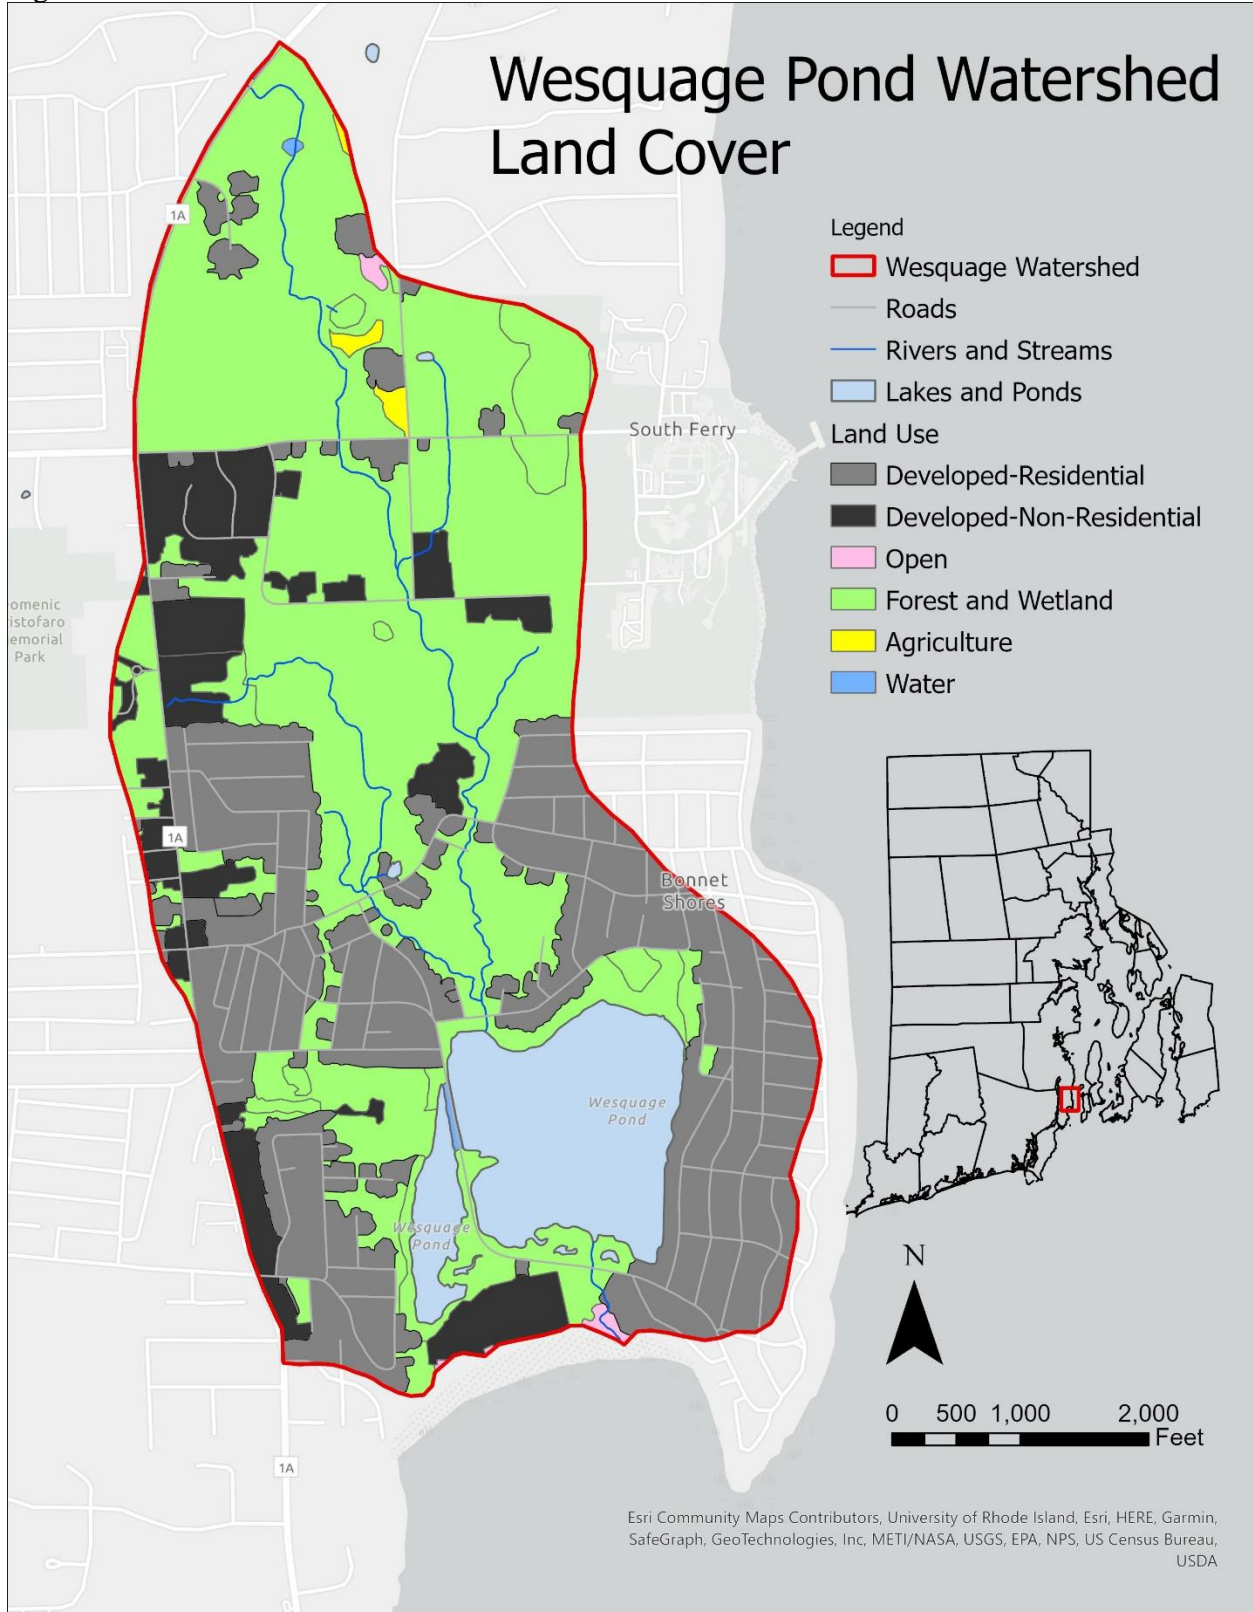 Wesquage Pond Watershed
Land Cover
Legend
Wesquage Watershed
Roads
Rivers and Streams
Lakes and Ponds
Land Use
Developed-Residential
Developed-Non-Residential
Open
Forest and Wetland
Agriculture
Water
1A
South Ferry
omenic
istofaro
emorial
Park
1A
Bonnet
Shores
Wesquage
Pond
Wesquage
Pond
1A
N
0 500 1,000 2,000
Feet
Esri Community Maps Contributors, University of Rhode Island, Esri, HERE, Garmin,
SafeGraph, GeoTechnologies, Inc, METI/NASA, USGS, EPA, NPS, US Census Bureau,
USDA